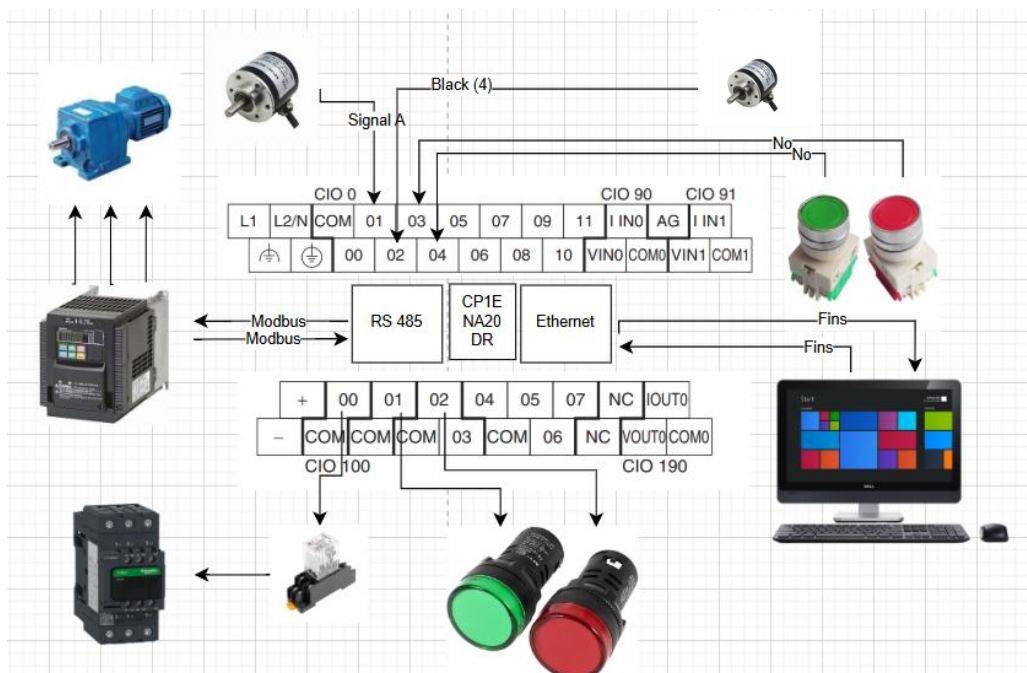 Black (4)
Signal A
No
No
CIO 0
CIO 90
CIO 91
L1 L2/N COM 01 03 05 07 09 11 I IN0 AG I IN1
00 02 04 06 08 10 VIN0 COM0 VIN1 COM1
Modbus
Modbus
RS 485
CP1E
NA20
DR
Ethernet
Fins
Fins
+ 00 01 02 04 05 07 NC IOUT0
- COM COM COM 03 COM 06 NC VOUT0 COM0
CIO 100
CIO 190
Start
DELL